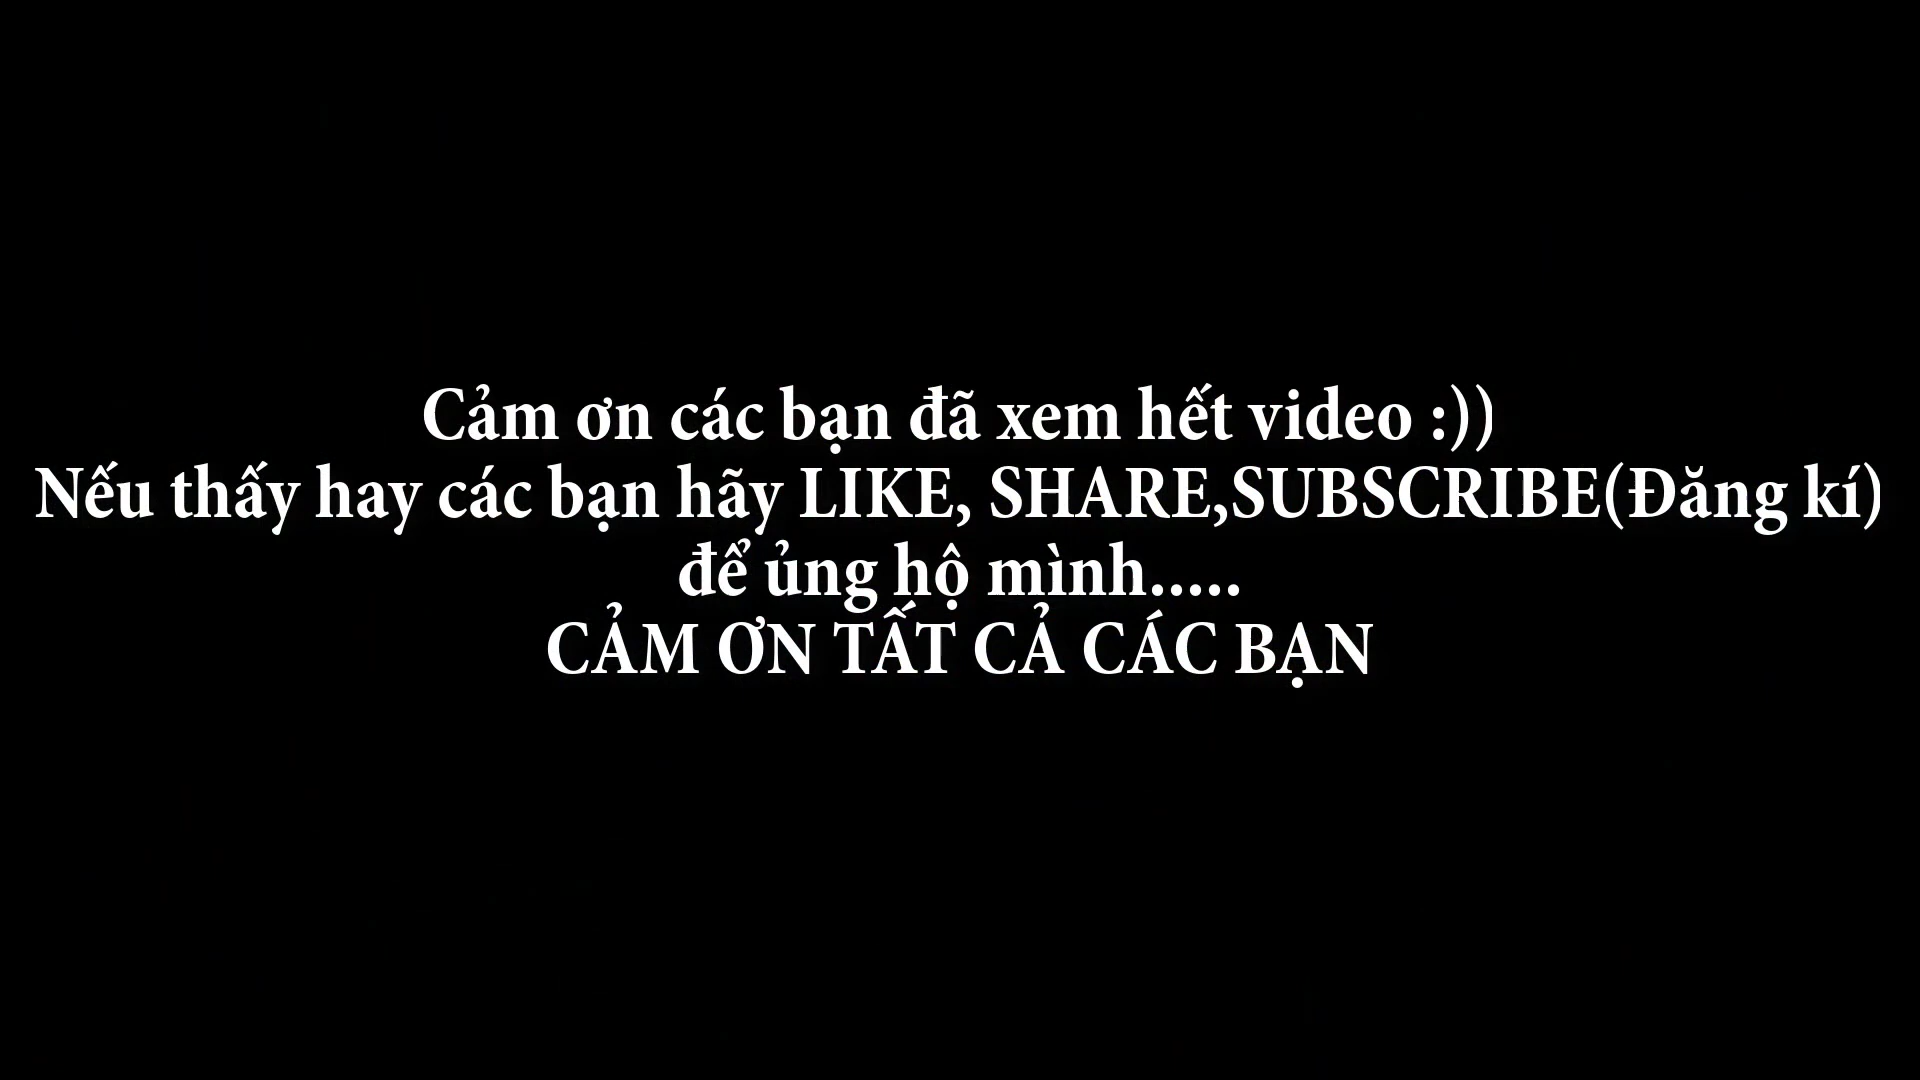 Cảm ơn các bạn đã xem hết video :))
Nếu thấy hay các bạn hãy LIKE, SHARE,SUBSCRIBE(Đăng kí)
để ủng hộ mình.....
CẢM ƠN TẤT CẢ CÁC BẠN